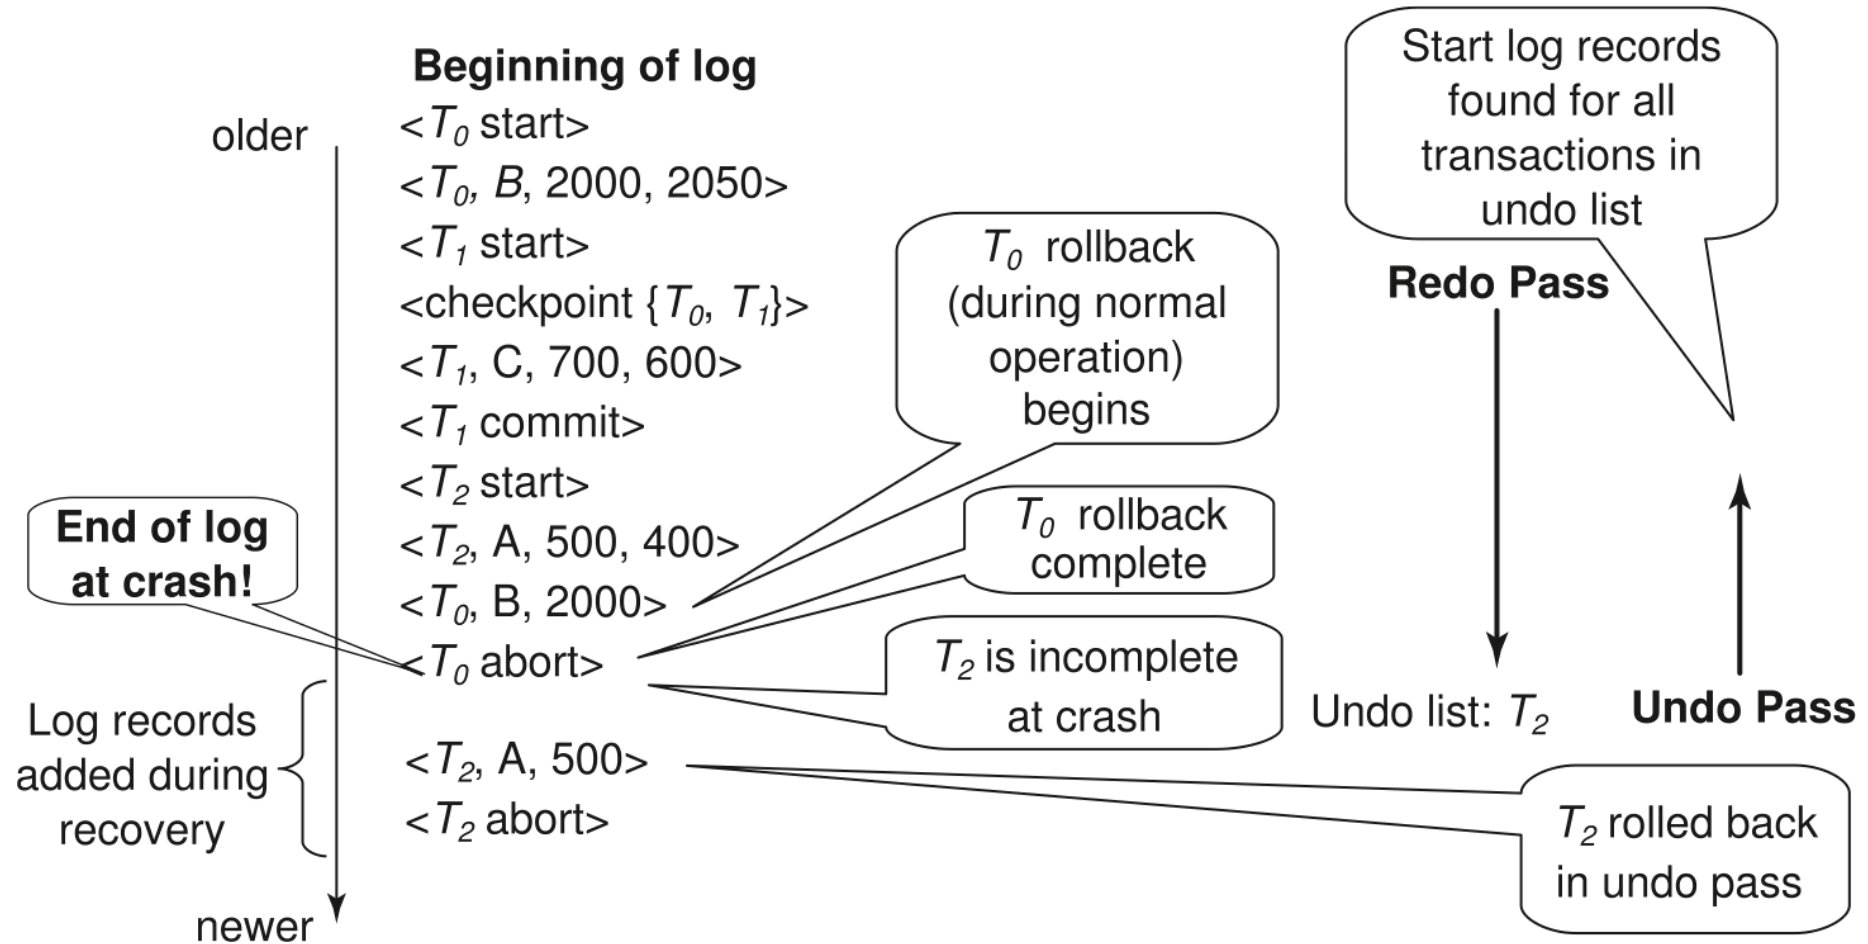 Beginning of log
older
<T0 start>
<T0, B, 2000, 2050>
<T1 start>
<checkpoint {T0, T1}>
<T1, C, 700, 600>
<T1 commit>
<T2 start>
<T2, A, 500, 400>
<T0, B, 2000>
<T0 abort>
<T2, A, 500>
<T2 abort>
newer
End of log
at crash!
Log records
added during
recovery
T0 rollback
(during normal
operation)
begins
T0 rollback
complete
T2 is incomplete
at crash
Start log records
found for all
transactions in
undo list
Redo Pass
Undo list: T2
Undo Pass
T2 rolled back
in undo pass